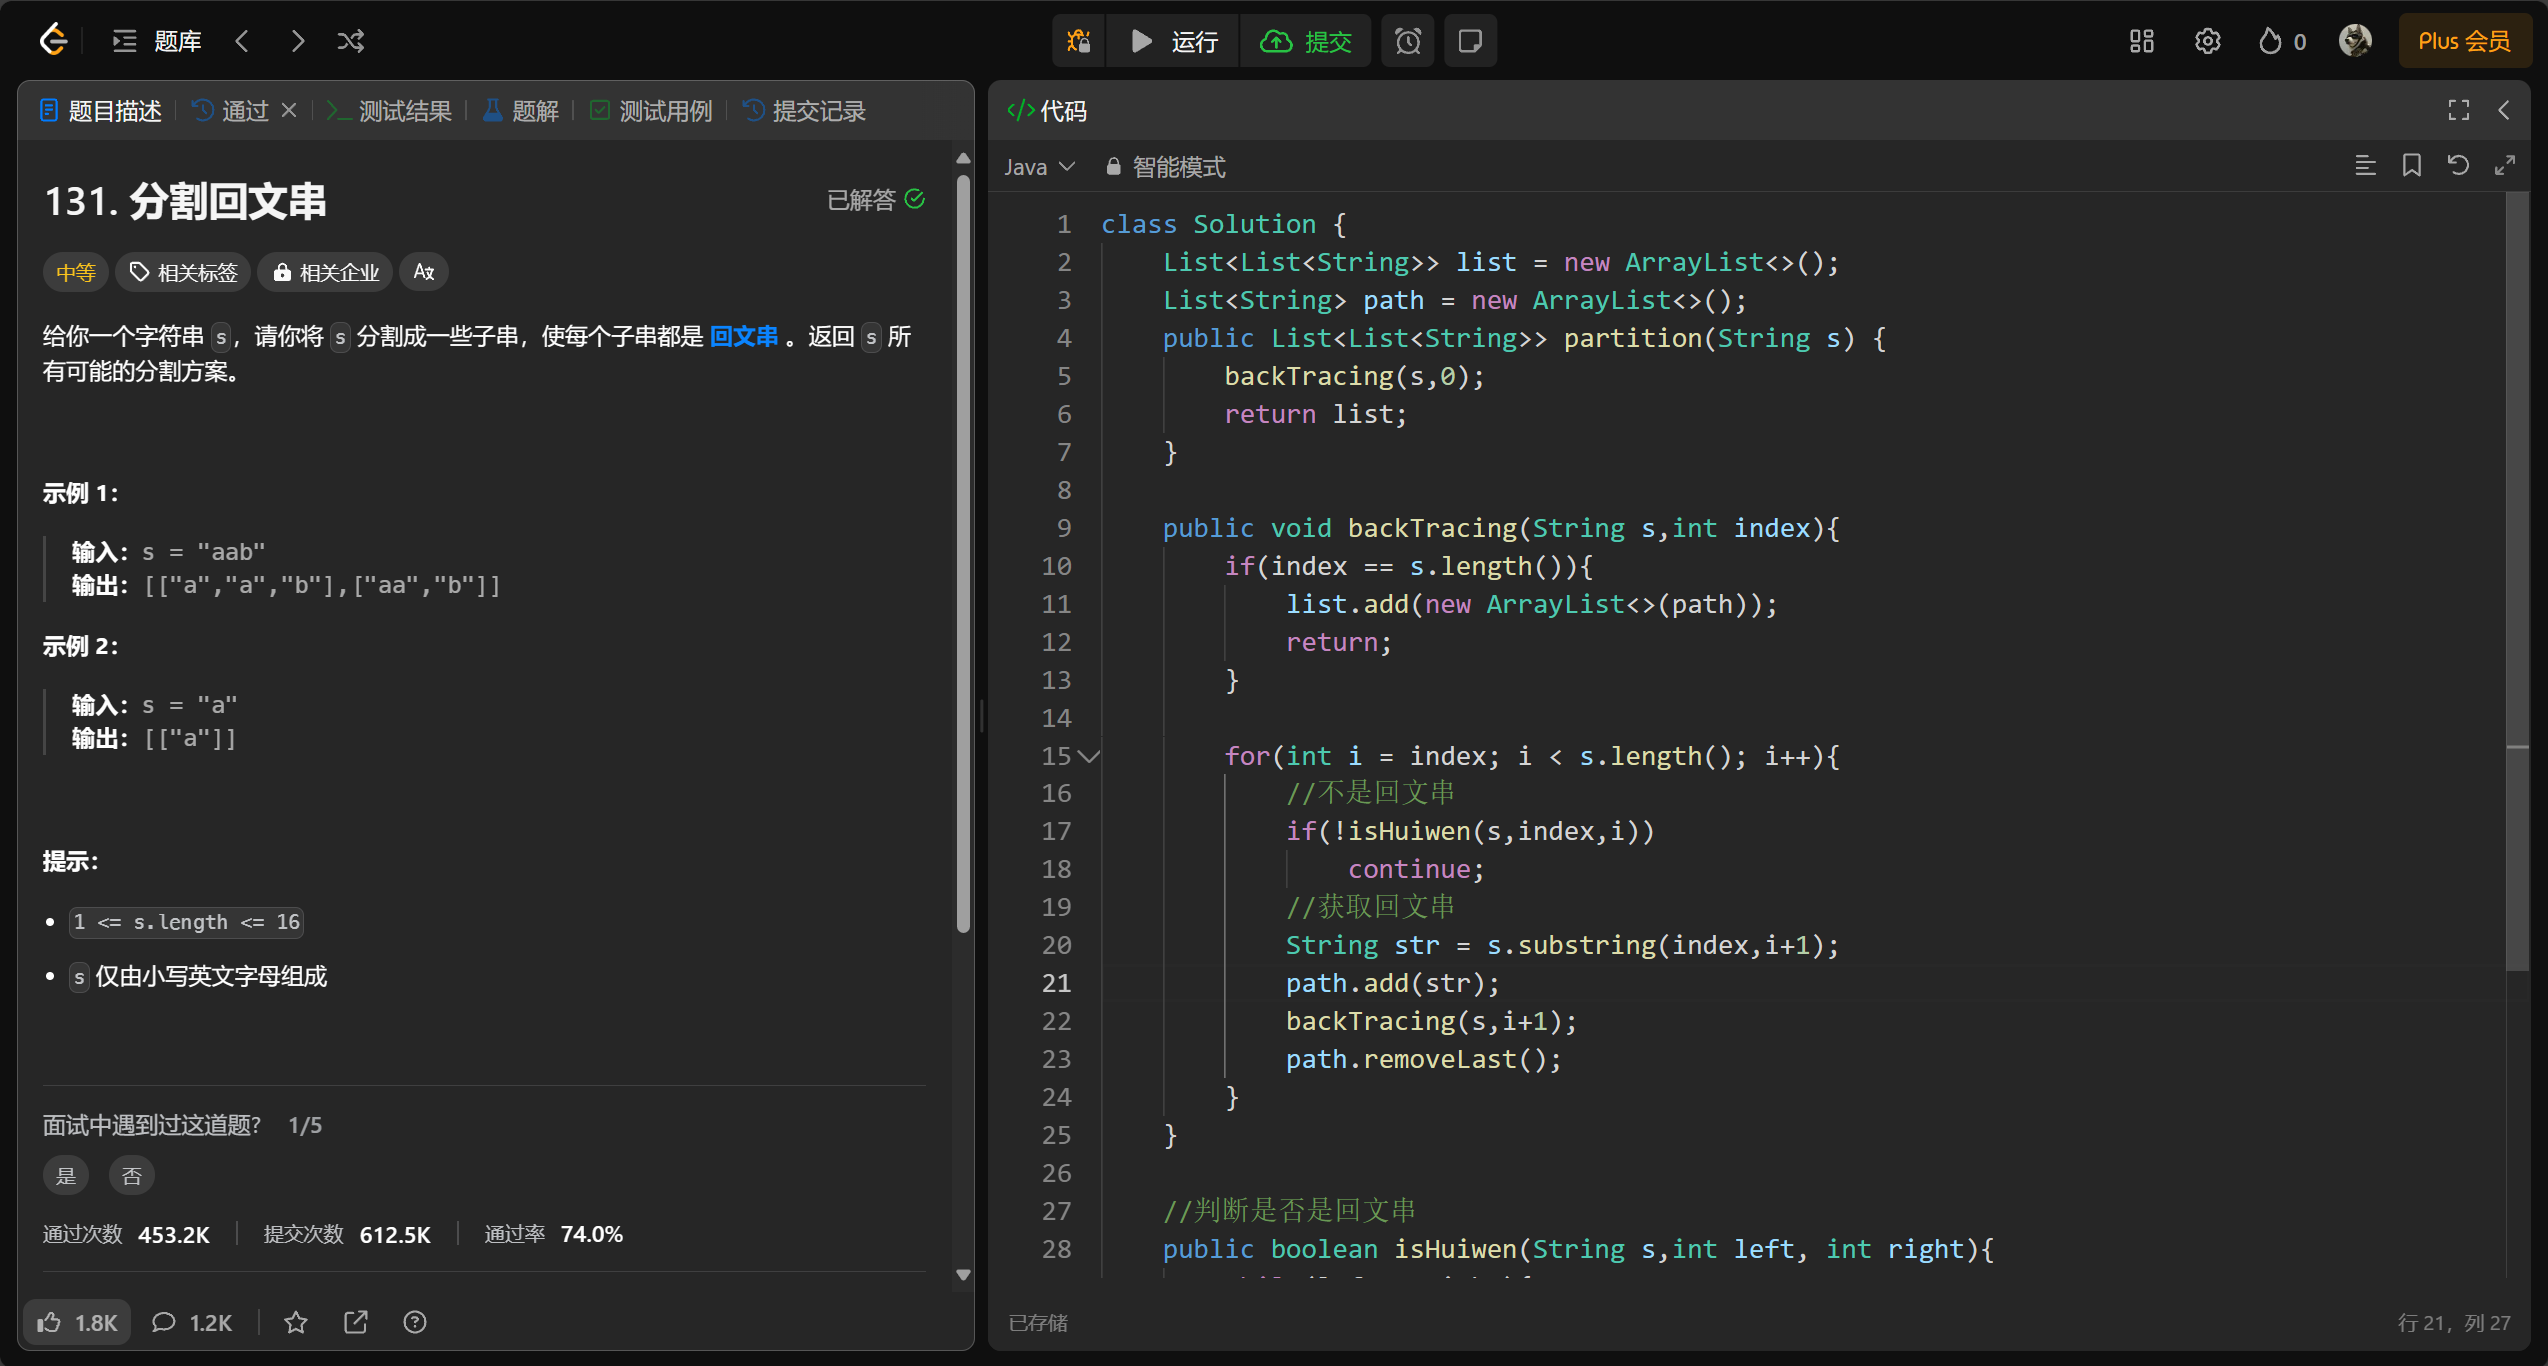 题库
运行
提交
0
Plus 会员
题目描述
通过
测试结果
题解
测试用例
提交记录
131. 分割回文串
已解答
中等
相关标签
相关企业
给你一个字符串 s，请你将 s 分割成一些子串，使每个子串都是 回文串 。返回 s 所
有可能的分割方案。
示例 1：
输入：s = "aab"
输出：[["a","a","b"],["aa","b"]]
示例 2：
输入：s = "a"
输出：[["a"]]
提示：
1 <= s.length <= 16
s 仅由小写英文字母组成
面试中遇到过这道题? 1/5
是
否
通过次数 453.2K
提交次数 612.5K
通过率 74.0%
1.8K
1.2K
</> 代码
Java
智能模式
1 class Solution {
2 List<List<String>> list = new ArrayList<>();
3 List<String> path = new ArrayList<>();
4 public List<List<String>> partition(String s) {
5 backTracing(s,0);
6 return list;
7 }
8
9 public void backTracing(String s,int index){
10 if(index == s.length()){
11 list.add(new ArrayList<>(path));
12 return;
13 }
14
15 for(int i = index; i < s.length(); i++){
16 //不是回文串
17 if(!isHuiwen(s,index,i))
18 continue;
19 //获取回文串
20 String str = s.substring(index,i+1);
21 path.add(str);
22 backTracing(s,i+1);
23 path.removeLast();
24 }
25 }
26
27 //判断是否是回文串
28 public boolean isHuiwen(String s,int left, int right){
已存储
行 21，列 27